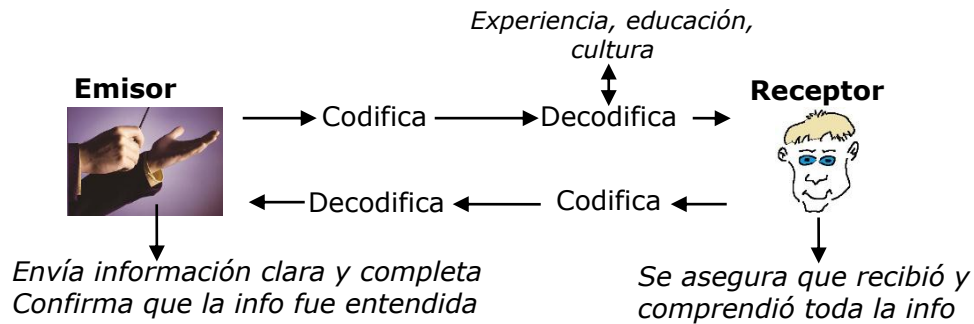 Experiencia, educación,
cultura
Emisor
Receptor
Codifica
Decodifica
Decodifica
Codifica
Envía información clara y completa
Confirma que la info fue entendida
Se asegura que recibió y
comprendió toda la info